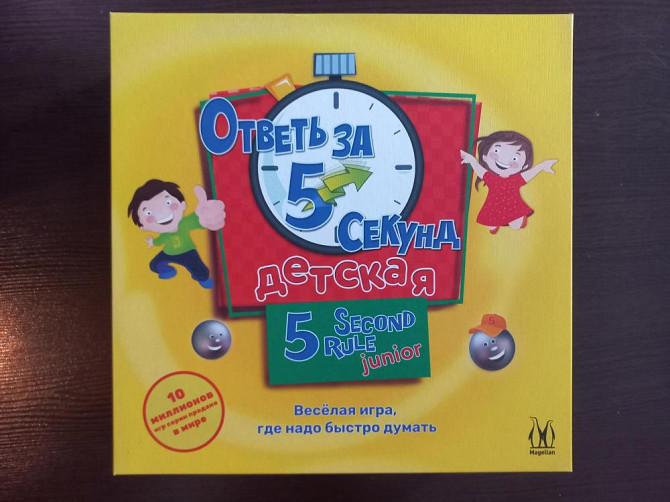 Ответь за
5
Секунд
детская
5 Second
Rule
junior
10
миллионов
игр серии продано
в мире
Весёлая игра,
где надо быстро думать
Magellan